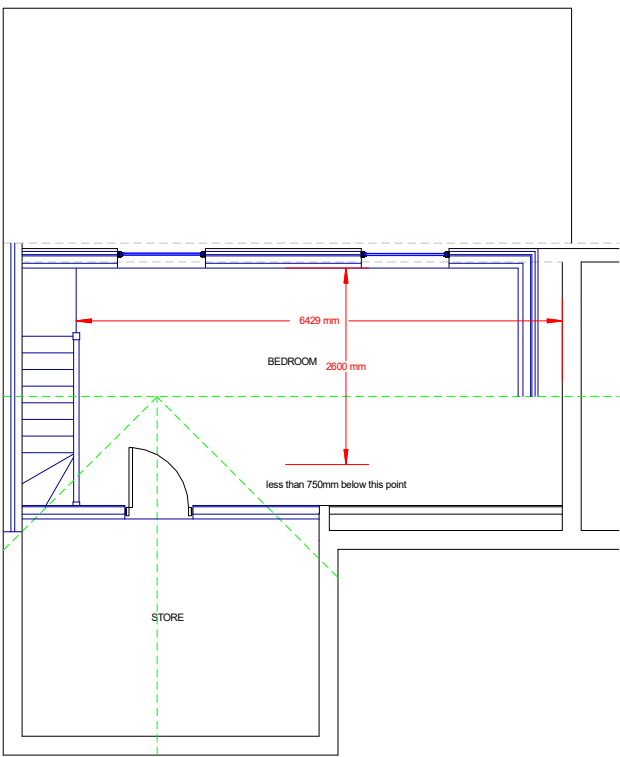 6429 mm
BEDROOM
2600 mm
less than 750mm below this point
STORE